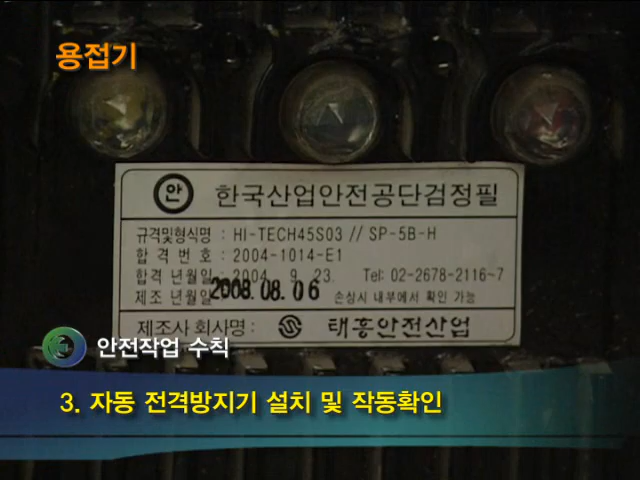 용접기
안 한국산업안전공단검정필
규격및형식명 : HI-TECH45S03 // SP-5B-H
합 격 번 호 : 2004-1014-E1
합격 년월일 : 2004. 9. 23. Tel: 02-2678-2116~7
제조 년월일 2008.08.06 손상시 내부에서 확인 가능
제조사 회사명 : 태흥안전산업
안전작업 수칙
3. 자동 전격방지기 설치 및 작동확인